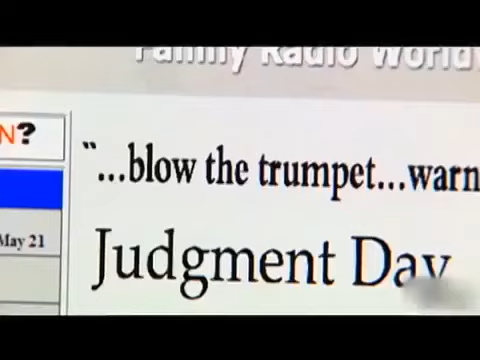 Family Radio World
N?
"...blow the trumpet...warn
May 21
Judgment Day